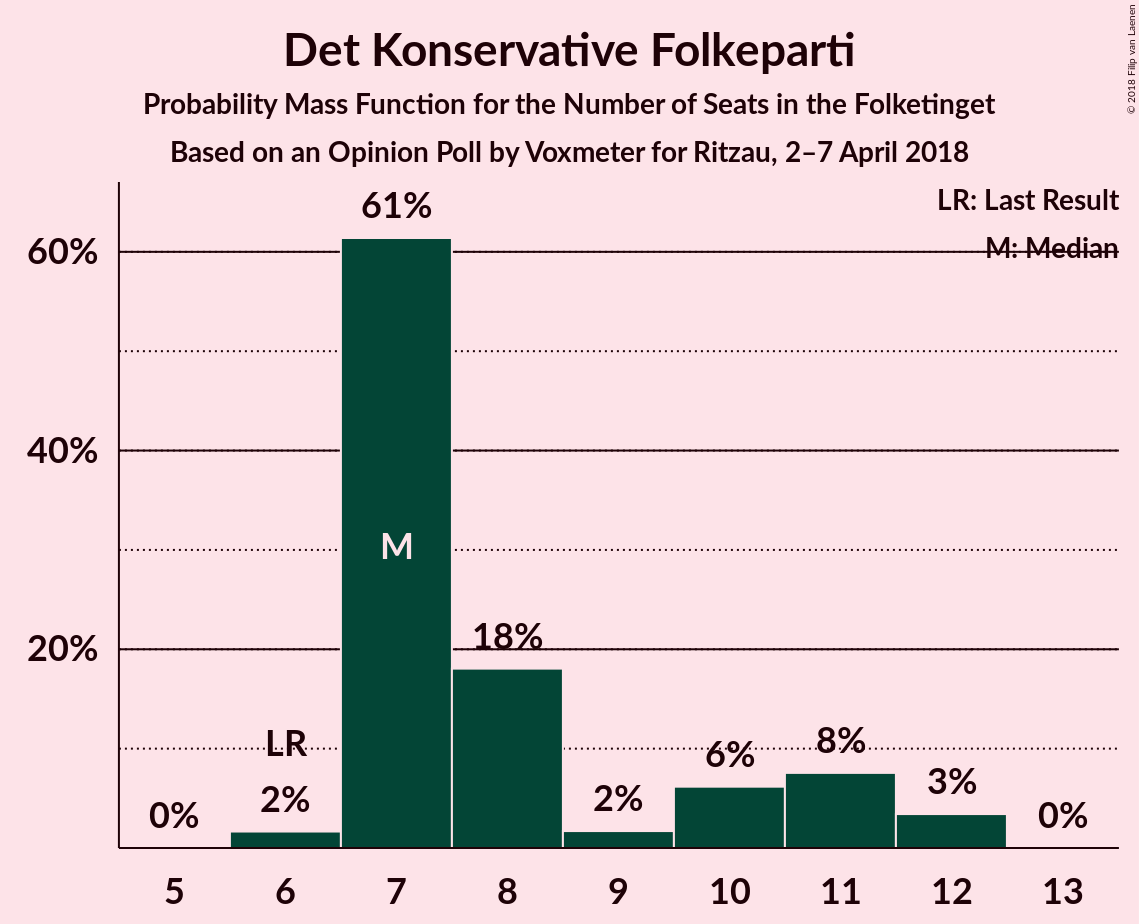 Det Konservative Folkeparti
Probability Mass Function for the Number of Seats in the Folketinget
Based on an Opinion Poll by Voxmeter for Ritzau, 2–7 April 2018
© 2018 Filip van Laenen
LR: Last Result
M: Median
61%
60%
40%
M
20%
18%
LR
0%
2%
2%
6%
8%
3%
0%
5 6 7 8 9 10 11 12 13